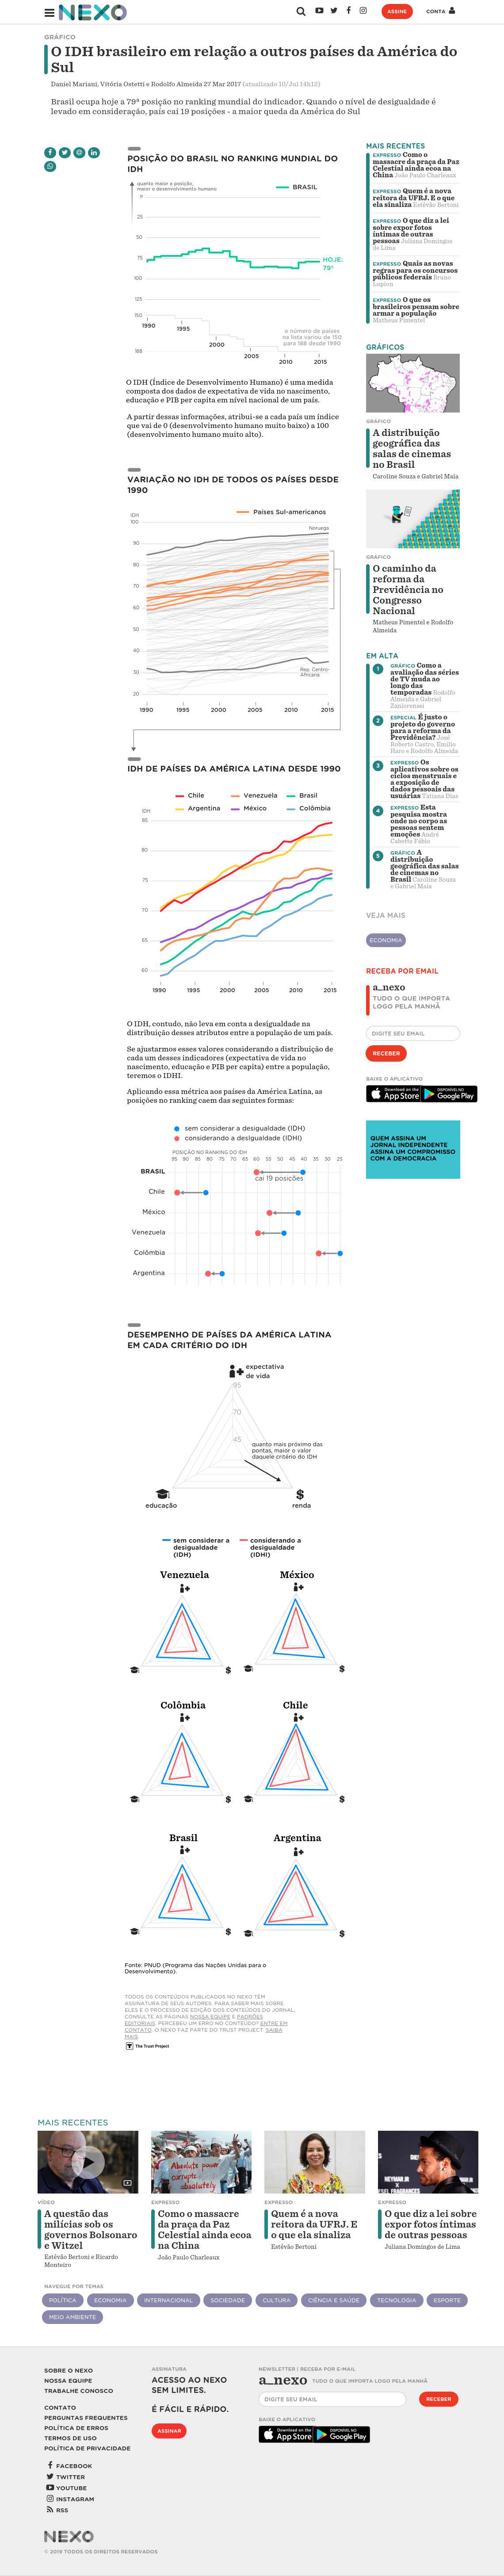 NEXO
ASSINE
CONTA
GRÁFICO
O IDH brasileiro em relação a outros países da América do
Sul
Daniel Mariani, Vitória Ostetti e Rodolfo Almeida 27 Mar 2017 (atualizado 10/Jul 14h12)
Brasil ocupa hoje a 79ª posição no ranking mundial do indicador. Quando o nível de desigualdade é
levado em consideração, país cai 19 posições - a maior queda da América do Sul
POSIÇÃO DO BRASIL NO RANKING MUNDIAL DO
IDH
quanto maior a posição,
maior o desenvolvimento humano
BRASIL
1º
25
50
75
100
125
150
188
HOJE:
79º
1990
1995
2000
2005
2010
2015
o número de países
na lista variou de 150
para 188 desde 1990
O IDH (Índice de Desenvolvimento Humano) é uma medida
composta dos dados de expectativa de vida no nascimento,
educação e PIB per capita em nível nacional de um país.
A partir dessas informações, atribui-se a cada país um índice
que vai de 0 (desenvolvimento humano muito baixo) a 100
(desenvolvimento humano muito alto).
VARIAÇÃO NO IDH DE TODOS OS PAÍSES DESDE
1990
Países Sul-americanos
IDH
100
90
80
70
60
50
40
30
20
Noruega
Rep. Centro-
Africana
1990 1995 2000 2005 2010 2015
IDH DE PAÍSES DA AMÉRICA LATINA DESDE 1990
Chile Venezuela Brasil
Argentina México Colômbia
IDH
85
80
75
70
65
60
1990 1995 2000 2005 2010 2015
O IDH, contudo, não leva em conta a desigualdade na
distribuição desses atributos entre a população de um país.
Se ajustarmos esses valores considerando a distribuição de
cada um desses indicadores (expectativa de vida no
nascimento, educação e PIB per capita) entre a população,
teremos o IDHI.
Aplicando essa métrica aos países da América Latina, as
posições no ranking caem das seguintes formas:
sem considerar a desigualdade (IDH)
considerando a desigualdade (IDHI)
POSIÇÃO NO RANKING DO IDH
95 90 85 80 75 70 65 60 55 50 45 40 35 30 25
BRASIL
cai 19 posições
Chile
México
Venezuela
Colômbia
Argentina
DESEMPENHO DE PAÍSES DA AMÉRICA LATINA
EM CADA CRITÉRIO DO IDH
expectativa
de vida
95
70
45
quanto mais próximo das
pontas, maior o valor
daquele critério do IDH
educação
$
renda
sem considerar a
desigualdade
(IDH)
considerando a
desigualdade
(IDHI)
Venezuela México
$ $
Colômbia Chile
$ $
Brasil Argentina
$ $
Fonte: PNUD (Programa das Nações Unidas para o
Desenvolvimento).
TODOS OS CONTEÚDOS PUBLICADOS NO NEXO TÊM
ASSINATURA DE SEUS AUTORES. PARA SABER MAIS SOBRE
ELES E O PROCESSO DE EDIÇÃO DOS CONTEÚDOS DO JORNAL,
CONSULTE AS PÁGINAS NOSSA EQUIPE E PADRÕES
EDITORIAIS. PERCEBEU UM ERRO NO CONTEÚDO? ENTRE EM
CONTATO. O NEXO FAZ PARTE DO TRUST PROJECT. SAIBA
MAIS.
The Trust Project
MAIS RECENTES
EXPRESSO Como o
massacre da praça da Paz
Celestial ainda ecoa na
China João Paulo Charleaux
EXPRESSO Quem é a nova
reitora da UFRJ. E o que
ela sinaliza Estêvão Bertoni
EXPRESSO O que diz a lei
sobre expor fotos
íntimas de outras
pessoas Juliana Domingos
de Lima
EXPRESSO Quais as novas
regras para os concursos
públicos federais Bruno
Lupion
EXPRESSO O que os
brasileiros pensam sobre
armar a população
Matheus Pimentel
GRÁFICOS
GRÁFICO
A distribuição
geográfica das
salas de cinemas
no Brasil
Caroline Souza e Gabriel Maia
GRÁFICO
O caminho da
reforma da
Previdência no
Congresso
Nacional
Matheus Pimentel e Rodolfo
Almeida
EM ALTA
1
GRÁFICO Como a
avaliação das séries
de TV muda ao
longo das
temporadas Rodolfo
Almeida e Gabriel
Zanlorenssi
2
ESPECIAL É justo o
projeto do governo
para a reforma da
Previdência? José
Roberto Castro, Emilio
Haro e Rodolfo Almeida
3
EXPRESSO Os
aplicativos sobre os
ciclos menstruais e
a exposição de
dados pessoais das
usuárias Tatiana Dias
4
EXPRESSO Esta
pesquisa mostra
onde no corpo as
pessoas sentem
emoções André
Cabette Fábio
5
GRÁFICO A
distribuição
geográfica das salas
de cinemas no
Brasil Caroline Souza
e Gabriel Maia
VEJA MAIS
ECONOMIA
RECEBA POR EMAIL
a_nexo
TUDO O QUE IMPORTA
LOGO PELA MANHÃ
DIGITE SEU EMAIL
RECEBER
BAIXE O APLICATIVO
Download on the
App Store
DISPONÍVEL NO
Google Play
QUEM ASSINA UM
JORNAL INDEPENDENTE
ASSINA UM COMPROMISSO
COM A DEMOCRACIA
MAIS RECENTES
Absolute power
corrupts
absolutely
NEYMAR JR
DIESEL FRAGRANCES
VÍDEO
A questão das
milícias sob os
governos Bolsonaro
e Witzel
Estêvão Bertoni e Ricardo
Monteiro
EXPRESSO
Como o massacre
da praça da Paz
Celestial ainda ecoa
na China
João Paulo Charleaux
EXPRESSO
Quem é a nova
reitora da UFRJ. E
o que ela sinaliza
Estêvão Bertoni
EXPRESSO
O que diz a lei sobre
expor fotos íntimas
de outras pessoas
Juliana Domingos de Lima
NAVEGUE POR TEMAS
POLÍTICA ECONOMIA INTERNACIONAL SOCIEDADE CULTURA CIÊNCIA E SAÚDE TECNOLOGIA ESPORTE
MEIO AMBIENTE
SOBRE O NEXO
NOSSA EQUIPE
TRABALHE CONOSCO
CONTATO
PERGUNTAS FREQUENTES
POLÍTICA DE ERROS
TERMOS DE USO
POLÍTICA DE PRIVACIDADE
FACEBOOK
TWITTER
YOUTUBE
INSTAGRAM
RSS
ASSINATURA
ACESSO AO NEXO
SEM LIMITES.
É FÁCIL E RÁPIDO.
ASSINAR
NEWSLETTER | RECEBA POR E-MAIL
a_nexo TUDO O QUE IMPORTA LOGO PELA MANHÃ
DIGITE SEU EMAIL
RECEBER
BAIXE O APLICATIVO
Download on the
App Store
DISPONÍVEL NO
Google Play
NEXO
© 2019 TODOS OS DIREITOS RESERVADOS